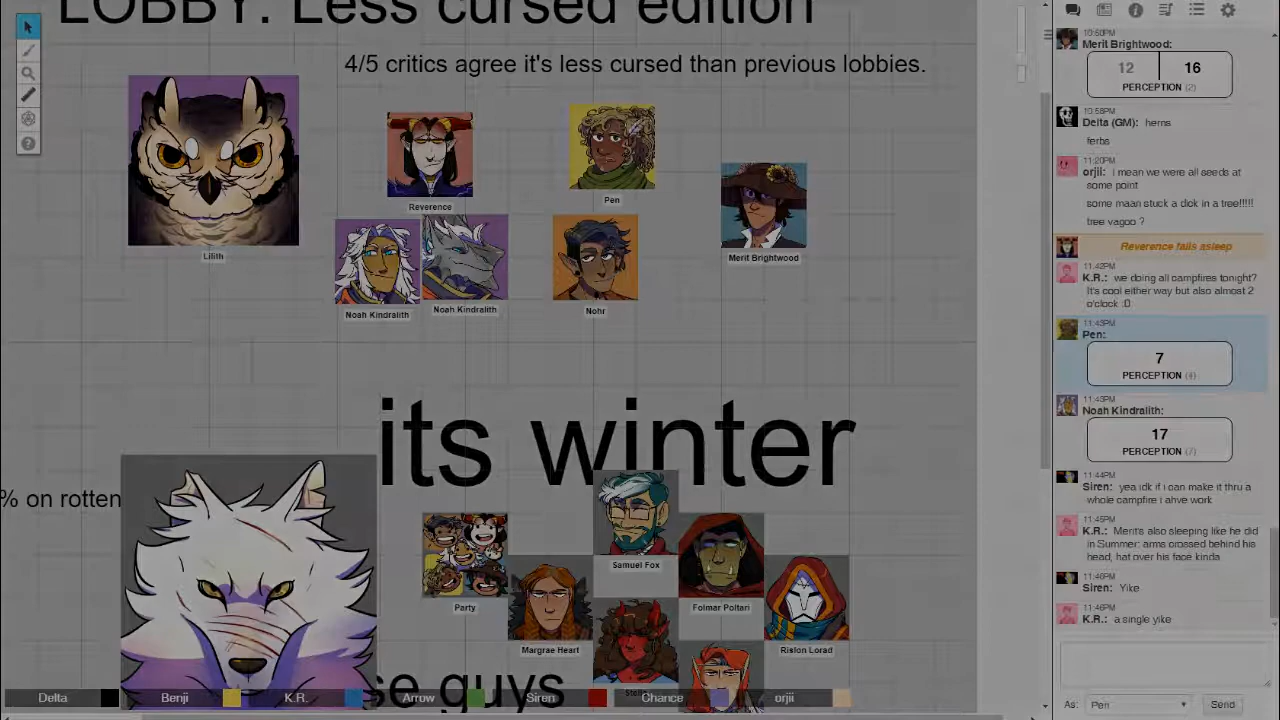 LOBBY: Less cursed edition
4/5 critics agree it's less cursed than previous lobbies.
Lilith
Reverence
Pen
Noah Kindralith
Noah Kindralith
Nohr
Merit Brightwood
its winter
% on rotten
Party
Samuel Fox
Margrae Heart
Folmar Poltari
Rislon Lorad
se guys
Delta
Benji
K.R.
Arrow
Siren
Chance
orjii
10:50PM
Merit Brightwood:
12 16
PERCEPTION (2)
10:58PM
Delta (GM): herns
ferbs
11:20PM
orjii: i mean we were all seeds at
some point
some maan stuck a dick in a tree!!!!!
tree vagoo ?
Reverence falls asleep
11:42PM
K.R.: we doing all campfires tonight?
It's cool either way but also almost 2
o'clock :0
11:43PM
Pen:
7
PERCEPTION (4)
11:43PM
Noah Kindralith:
17
PERCEPTION (7)
11:44PM
Siren: yea idk if i can make it thru a
whole campfire i ahve work
11:45PM
K.R.: Merit's also sleeping like he did
in Summer: arms crossed behind his
head, hat over his face kinda
11:46PM
Siren: Yike
11:46PM
K.R.: a single yike
As: Pen Send